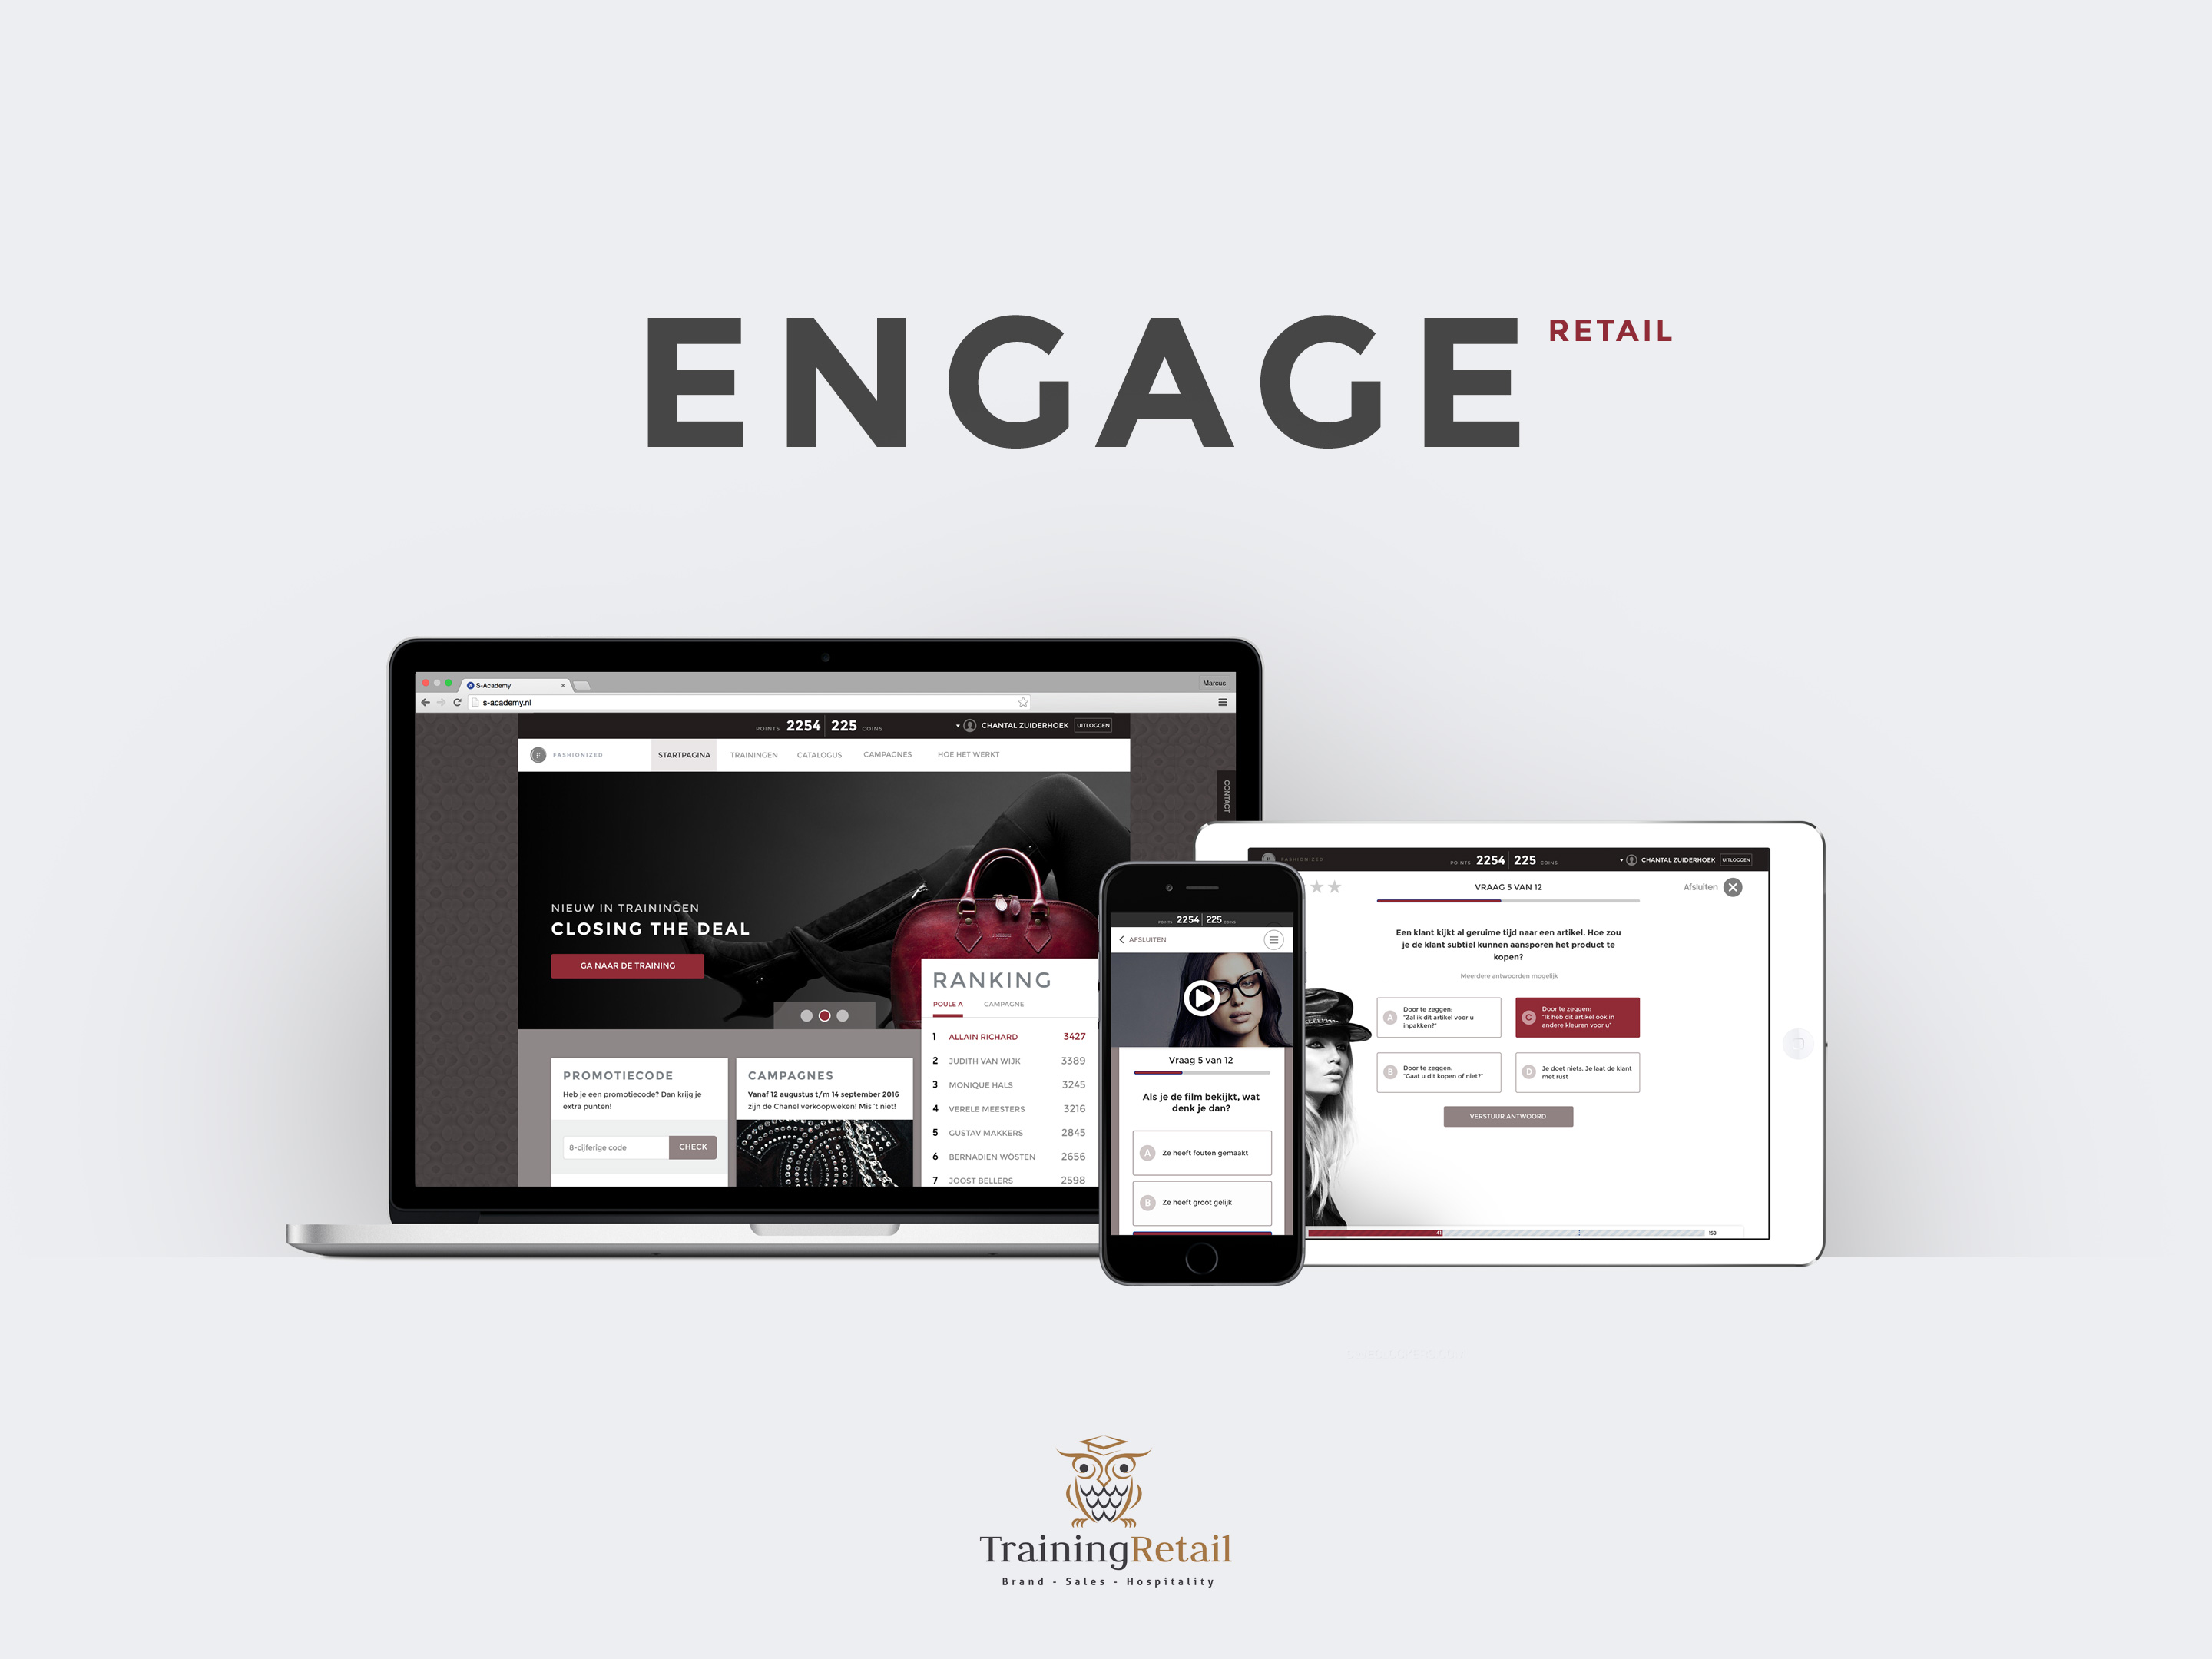 ENGAGE RETAIL
S-Academy
Marcus
s-academy.nl
POINTS 2254 225 COINS
CHANTAL ZUIDERHOEK UITLOGGEN
FASHIONIZED
STARTPAGINA TRAININGEN CATALOGUS CAMPAGNES HOE HET WERKT
CONTACT
NIEUW IN TRAININGEN
CLOSING THE DEAL
GA NAAR DE TRAINING
RANKING
POULE A CAMPAGNE
1 ALLAIN RICHARD 3427
2 JUDITH VAN WIJK 3389
3 MONIQUE HALS 3245
4 VERELE MEESTERS 3216
5 GUSTAV MAKKERS 2845
6 BERNADIEN WÖSTEN 2656
7 JOOST BELLERS 2598
PROMOTIECODE
Heb je een promotiecode? Dan krijg je
extra punten!
8-cijferige code CHECK
CAMPAGNES
Vanaf 12 augustus t/m 14 september 2016
zijn de Chanel verkoopweken! Mis 't niet!
POINTS 2254 225 COINS
AFSLUITEN
Vraag 5 van 12
Als je de film bekijkt, wat
denk je dan?
A Ze heeft fouten gemaakt
B Ze heeft groot gelijk
FASHIONIZED
POINTS 2254 225 COINS
CHANTAL ZUIDERHOEK UITLOGGEN
VRAAG 5 VAN 12
Afsluiten
Een klant kijkt al geruime tijd naar een artikel. Hoe zou
je de klant subtiel kunnen aansporen het product te
kopen?
Meerdere antwoorden mogelijk
A Door te zeggen:
"Zal ik dit artikel voor u
inpakken?"
C Door te zeggen:
"Ik heb dit artikel ook in
andere kleuren voor u"
B Door te zeggen:
"Gaat u dit kopen of niet?"
D Je doet niets. Je laat de klant
met rust
VERSTUUR ANTWOORD
150
TrainingRetail
Brand - Sales - Hospitality